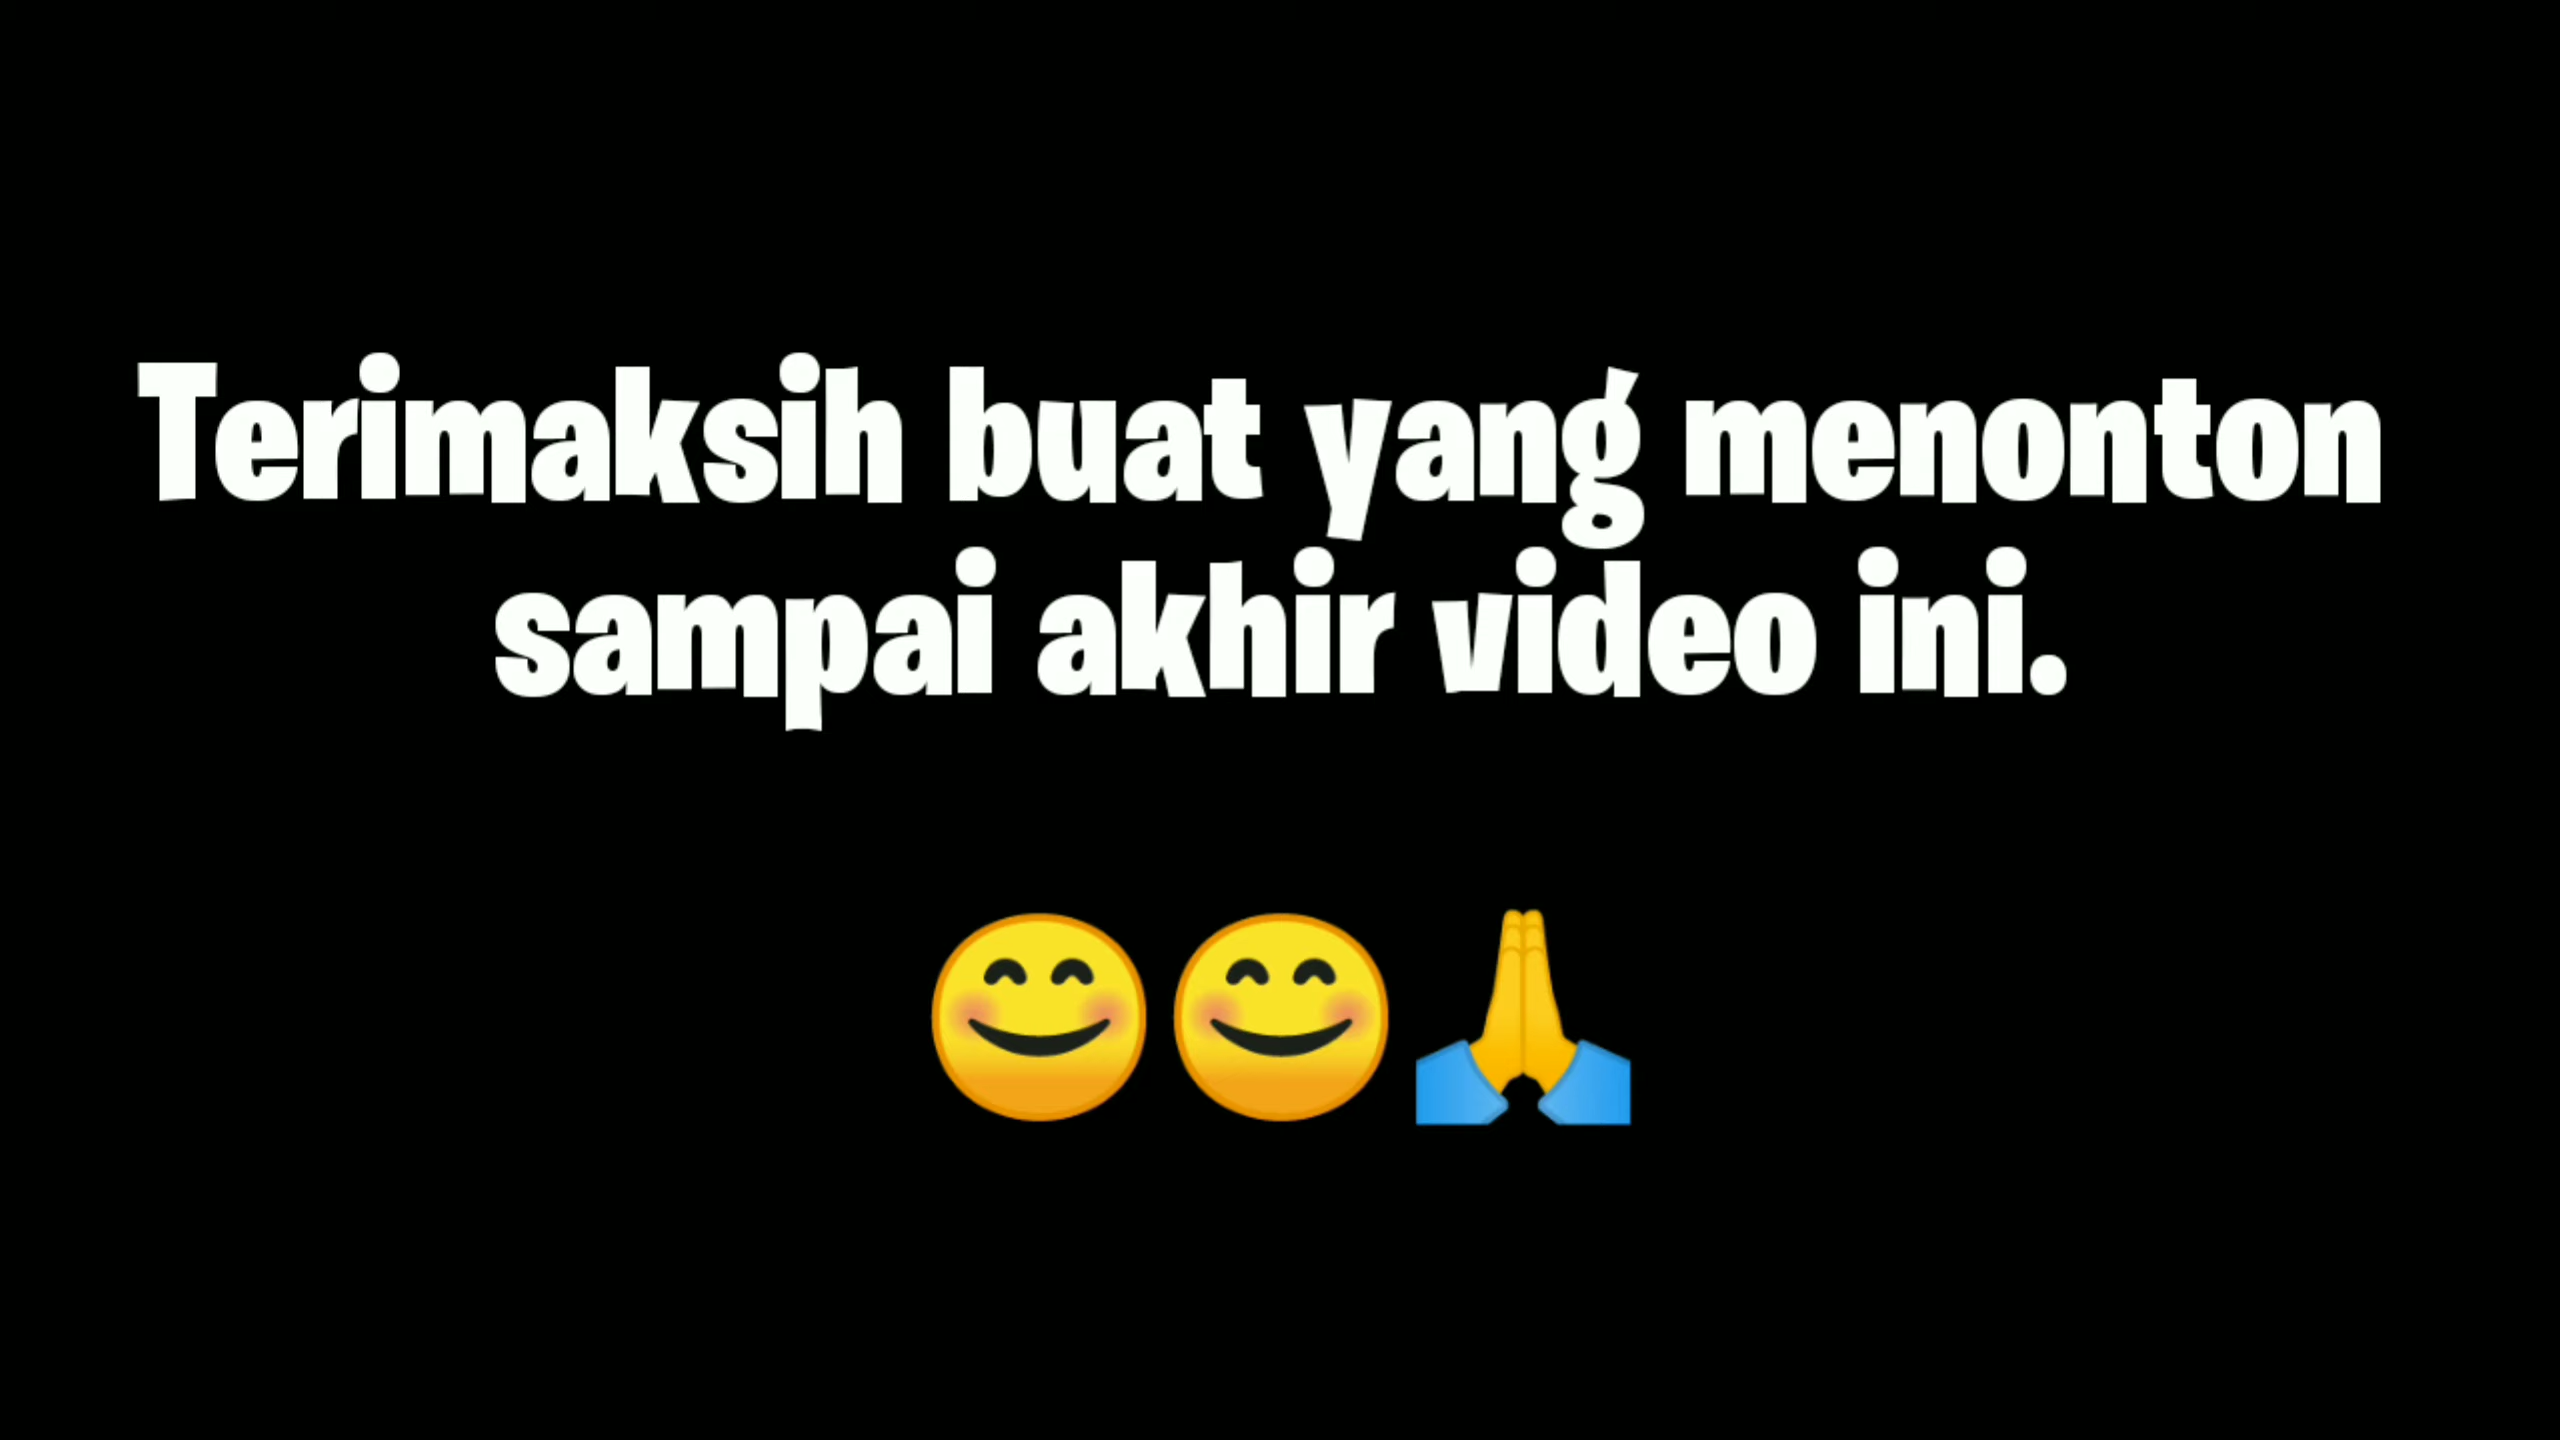 Terimaksih buat yang menonton
sampai akhir video ini.
😊😊🙏